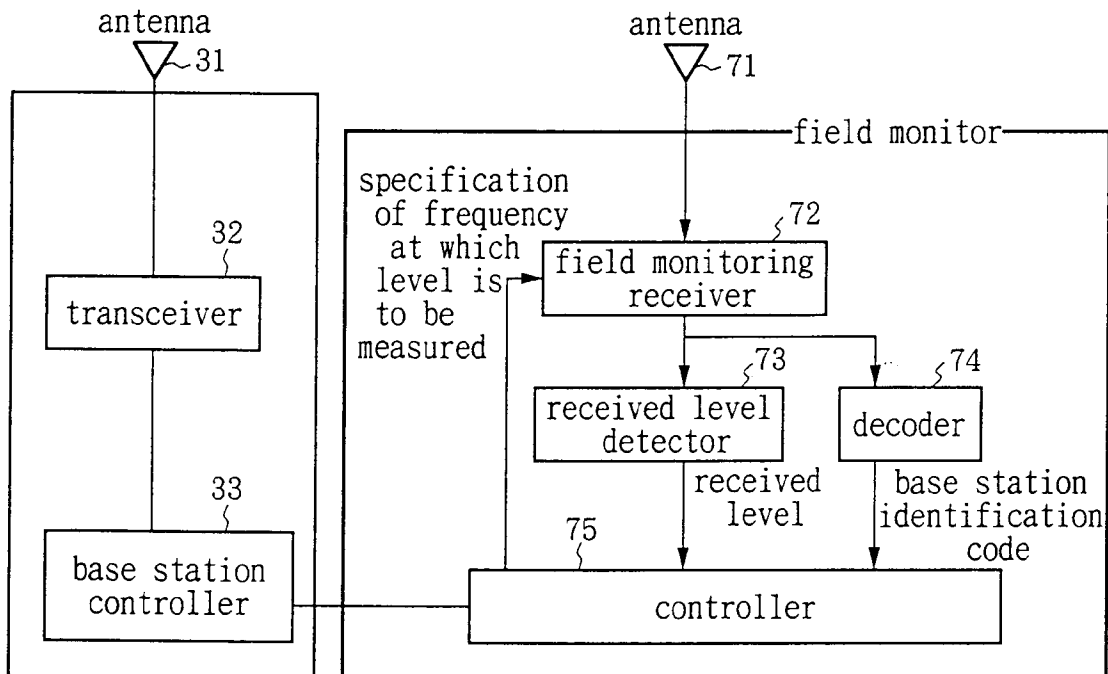 antenna
31
antenna
71
field monitor
specification
of frequency
at which
level is
to be
measured
72
field monitoring
receiver
32
transceiver
73
received level
detector
74
decoder
received
level
base station
identification
code
33
base station
controller
75
controller